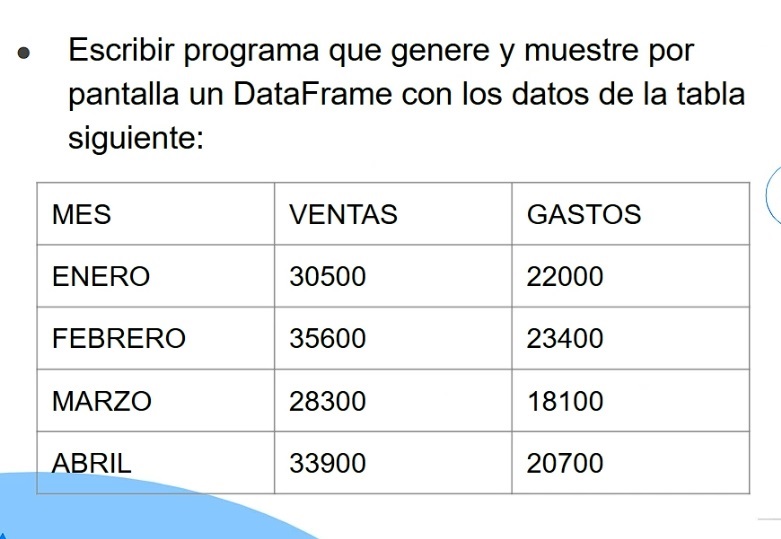 Escribir programa que genere y muestre por
pantalla un DataFrame con los datos de la tabla
siguiente:
MES VENTAS GASTOS
ENERO 30500 22000
FEBRERO 35600 23400
MARZO 28300 18100
ABRIL 33900 20700